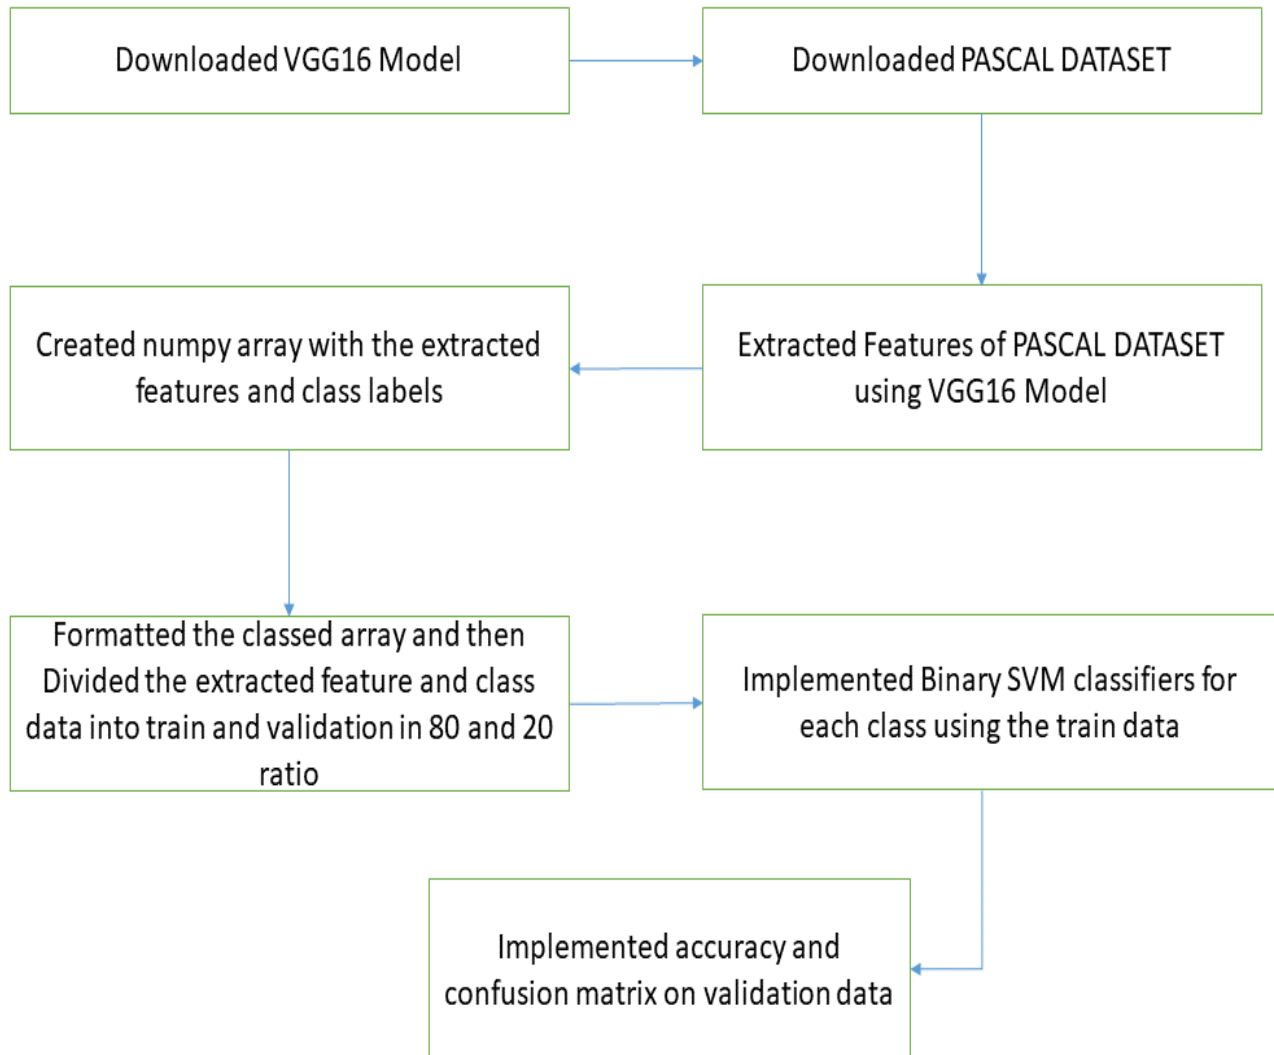 Downloaded VGG16 Model
Downloaded PASCAL DATASET
Extracted Features of PASCAL DATASET
using VGG16 Model
Created numpy array with the extracted
features and class labels
Formatted the classed array and then
Divided the extracted feature and class
data into train and validation in 80 and 20
ratio
Implemented Binary SVM classifiers for
each class using the train data
Implemented accuracy and
confusion matrix on validation data